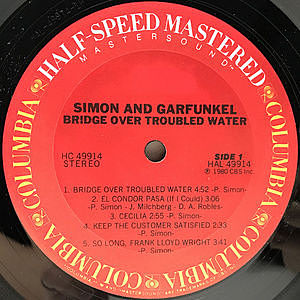 HALF-SPEED MASTERED
MASTERSOUND
COLUMBIA COLUMBIA COLUMBIA COLUMBIA COLUMBIA COLUMBIA
SIMON AND GARFUNKEL
BRIDGE OVER TROUBLED WATER
HC 49914
STEREO
SIDE 1
HAL 49914
℗ 1980 CBS Inc.
1. BRIDGE OVER TROUBLED WATER 4:52 -P. Simon-
2. EL CONDOR PASA (If I Could) 3:06
-P. Simon - J. Milchberg - D. A. Robles-
3. CECILIA 2:55 -P. Simon-
4. KEEP THE CUSTOMER SATISFIED 2:33
-P. Simon-
5. SO LONG, FRANK LLOYD WRIGHT 3:41
-P. Simon-